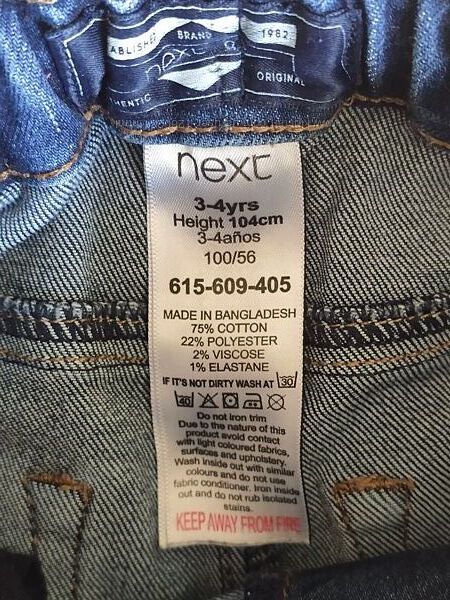 ABLISHED BRAND 1982
next
ORIGINAL
next
3-4yrs
Height 104cm
3-4años
100/56
615-609-405
MADE IN BANGLADESH
75% COTTON
22% POLYESTER
2% VISCOSE
1% ELASTANE
IF IT'S NOT DIRTY WASH AT 30
40
Do not iron trim
Due to the nature of this
product avoid contact
with light coloured fabrics,
surfaces and upholstery.
Wash inside out with similar
colours and do not use
fabric conditioner. Iron inside
out and do not rub isolated
stains.
KEEP AWAY FROM FIRE